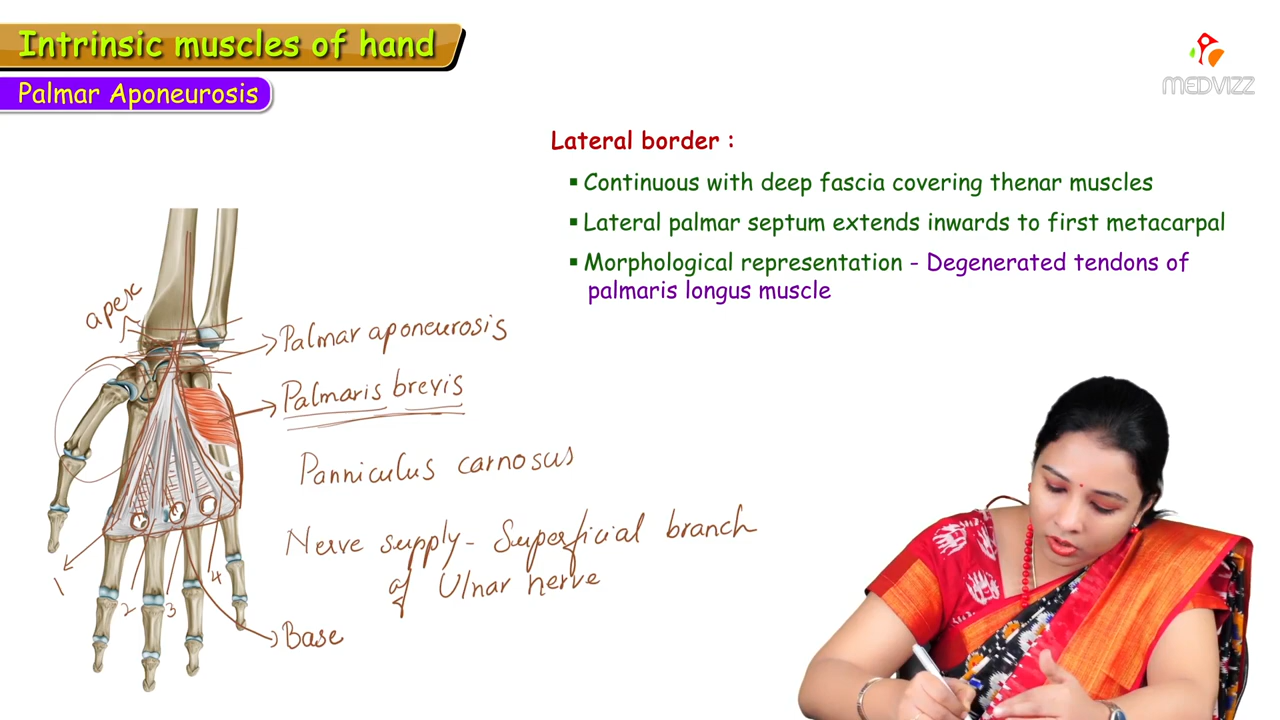 Intrinsic muscles of hand
Palmar Aponeurosis
MEDVIZZ
Lateral border :
▪ Continuous with deep fascia covering thenar muscles
▪ Lateral palmar septum extends inwards to first metacarpal
▪ Morphological representation - Degenerated tendons of
palmaris longus muscle
apex
Palmar aponeurosis
Palmaris brevis
Panniculus carnosus
Nerve supply - Superficial branch
of Ulnar nerve
1
2
3
4
Base